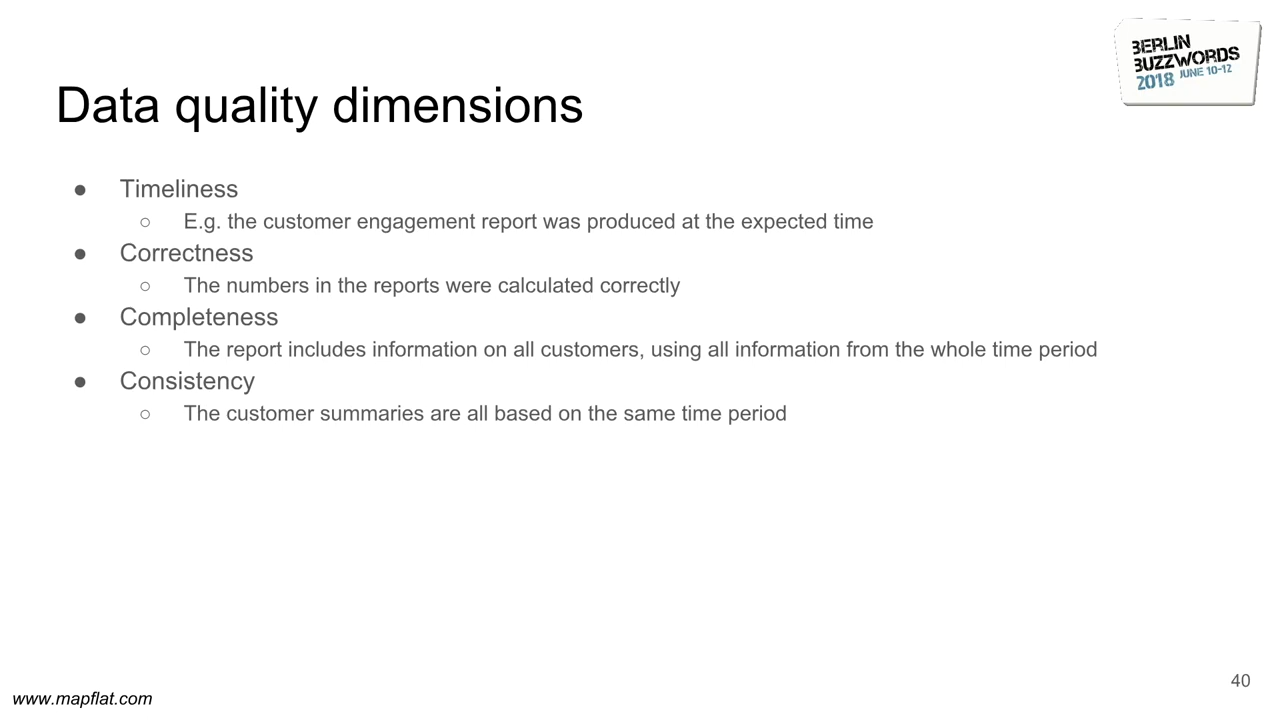 BERLIN
BUZZWORDS
2018 JUNE 10-12
Data quality dimensions
● Timeliness
○ E.g. the customer engagement report was produced at the expected time
● Correctness
○ The numbers in the reports were calculated correctly
● Completeness
○ The report includes information on all customers, using all information from the whole time period
● Consistency
○ The customer summaries are all based on the same time period
40
www.mapflat.com